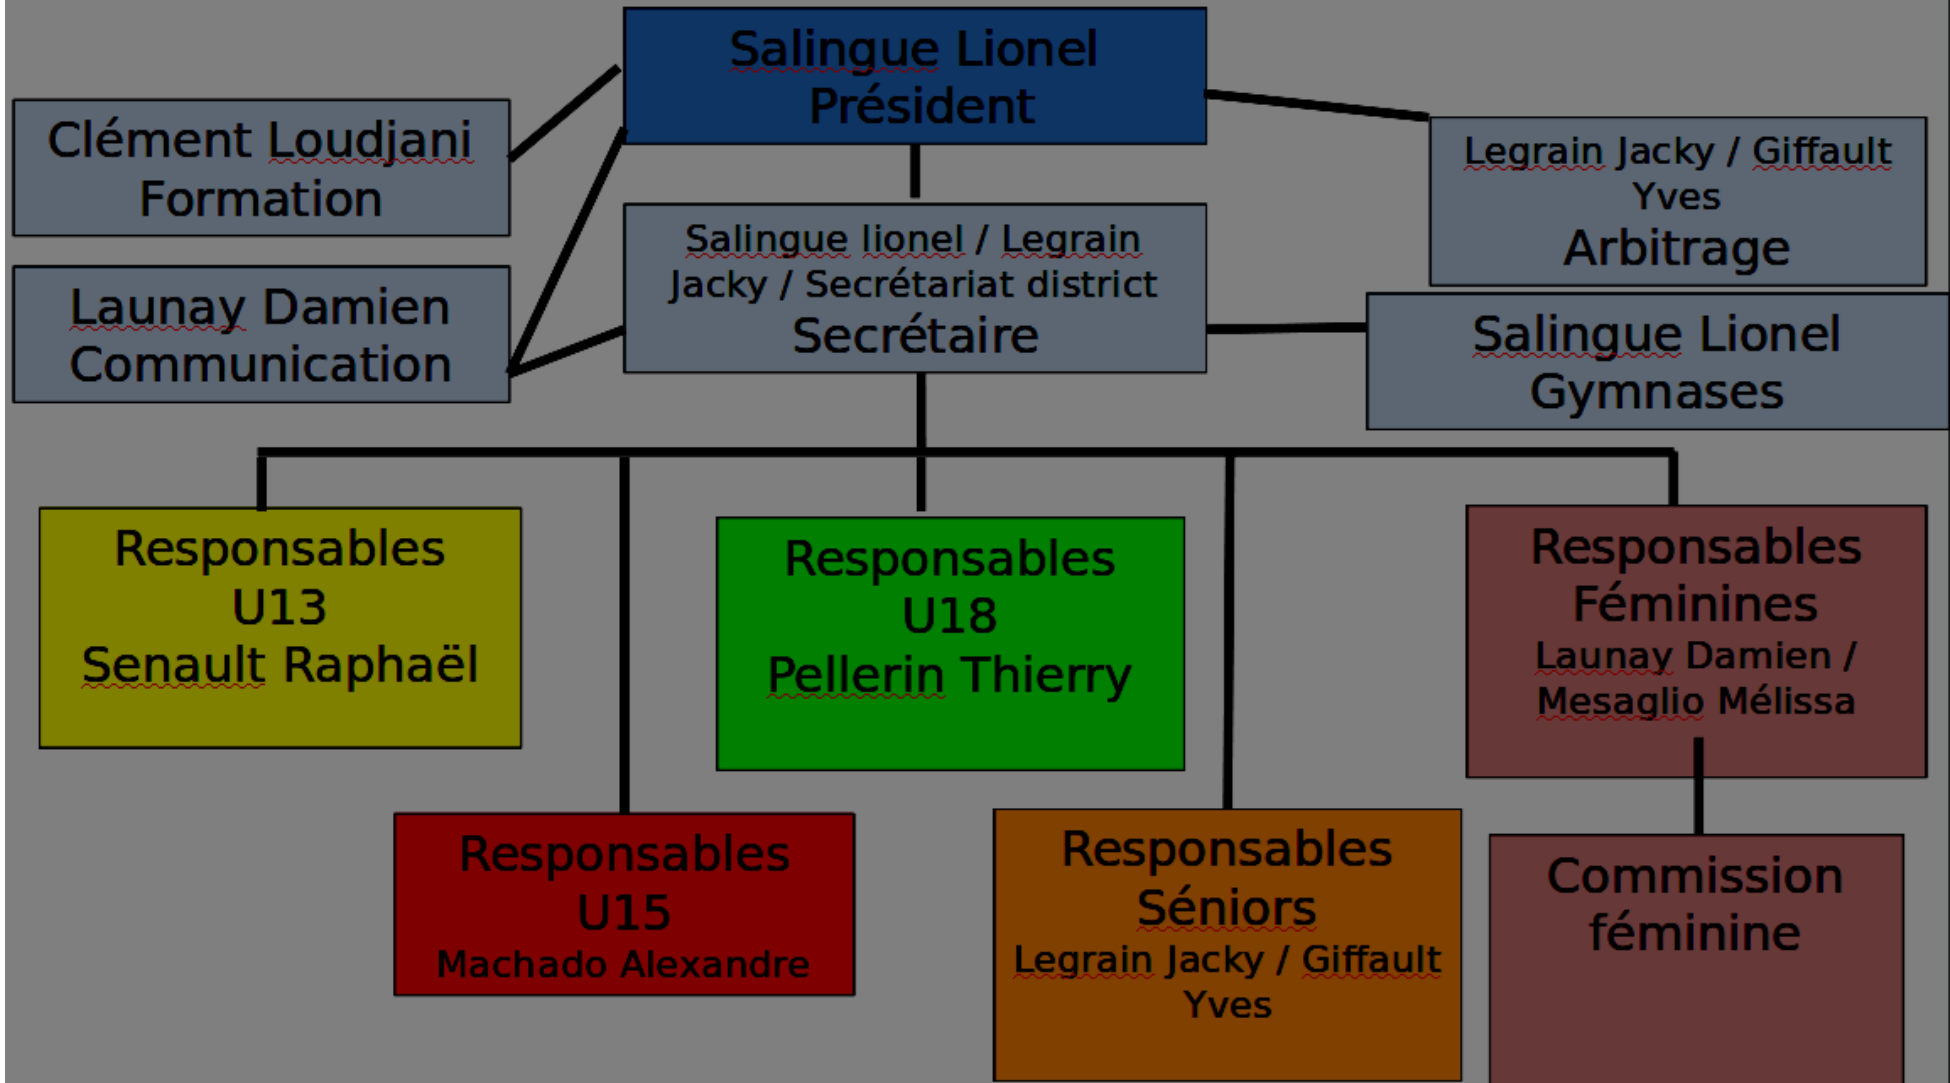 Salingue Lionel
Président
Clément Loudjani
Formation
Legrain Jacky / Giffault
Yves
Arbitrage
Salingue lionel / Legrain
Jacky / Secrétariat district
Secrétaire
Launay Damien
Communication
Salingue Lionel
Gymnases
Responsables
U13
Senault Raphaël
Responsables
U18
Pellerin Thierry
Responsables
Féminines
Launay Damien /
Mesaglio Mélissa
Responsables
U15
Machado Alexandre
Responsables
Séniors
Legrain Jacky / Giffault
Yves
Commission
féminine